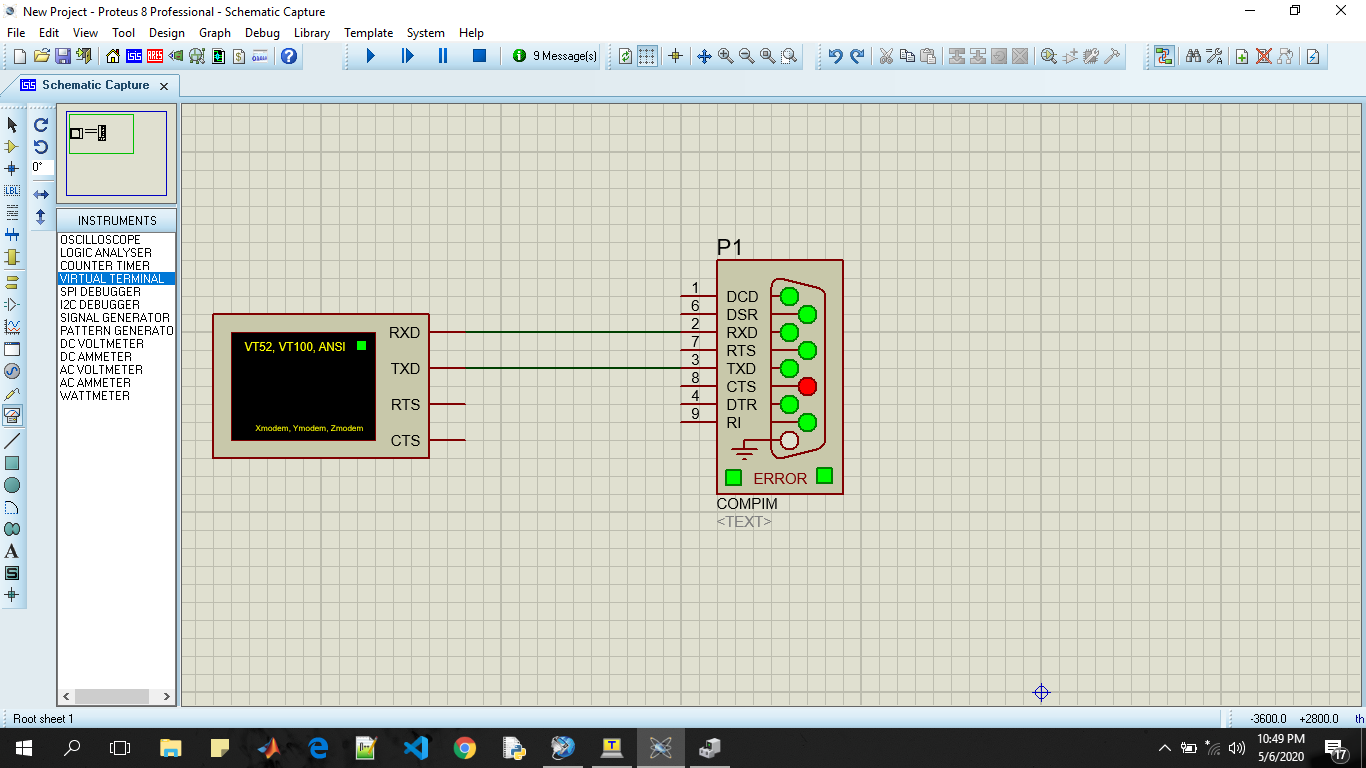 New Project - Proteus 8 Professional - Schematic Capture
File Edit View Tool Design Graph Debug Library Template System Help
9 Message(s)
Schematic Capture
LBL
0°
INSTRUMENTS
OSCILLOSCOPE
LOGIC ANALYSER
COUNTER TIMER
VIRTUAL TERMINAL
SPI DEBUGGER
I2C DEBUGGER
SIGNAL GENERATOR
PATTERN GENERATO
DC VOLTMETER
DC AMMETER
AC VOLTMETER
AC AMMETER
WATTMETER
A
S
VT52, VT100, ANSI
Xmodem, Ymodem, Zmodem
RXD
TXD
RTS
CTS
P1
1 DCD
6 DSR
2 RXD
7 RTS
3 TXD
8 CTS
4 DTR
9 RI
ERROR
COMPIM
<TEXT>
Root sheet 1
-3600.0 +2800.0 th
10:49 PM
5/6/2020
17